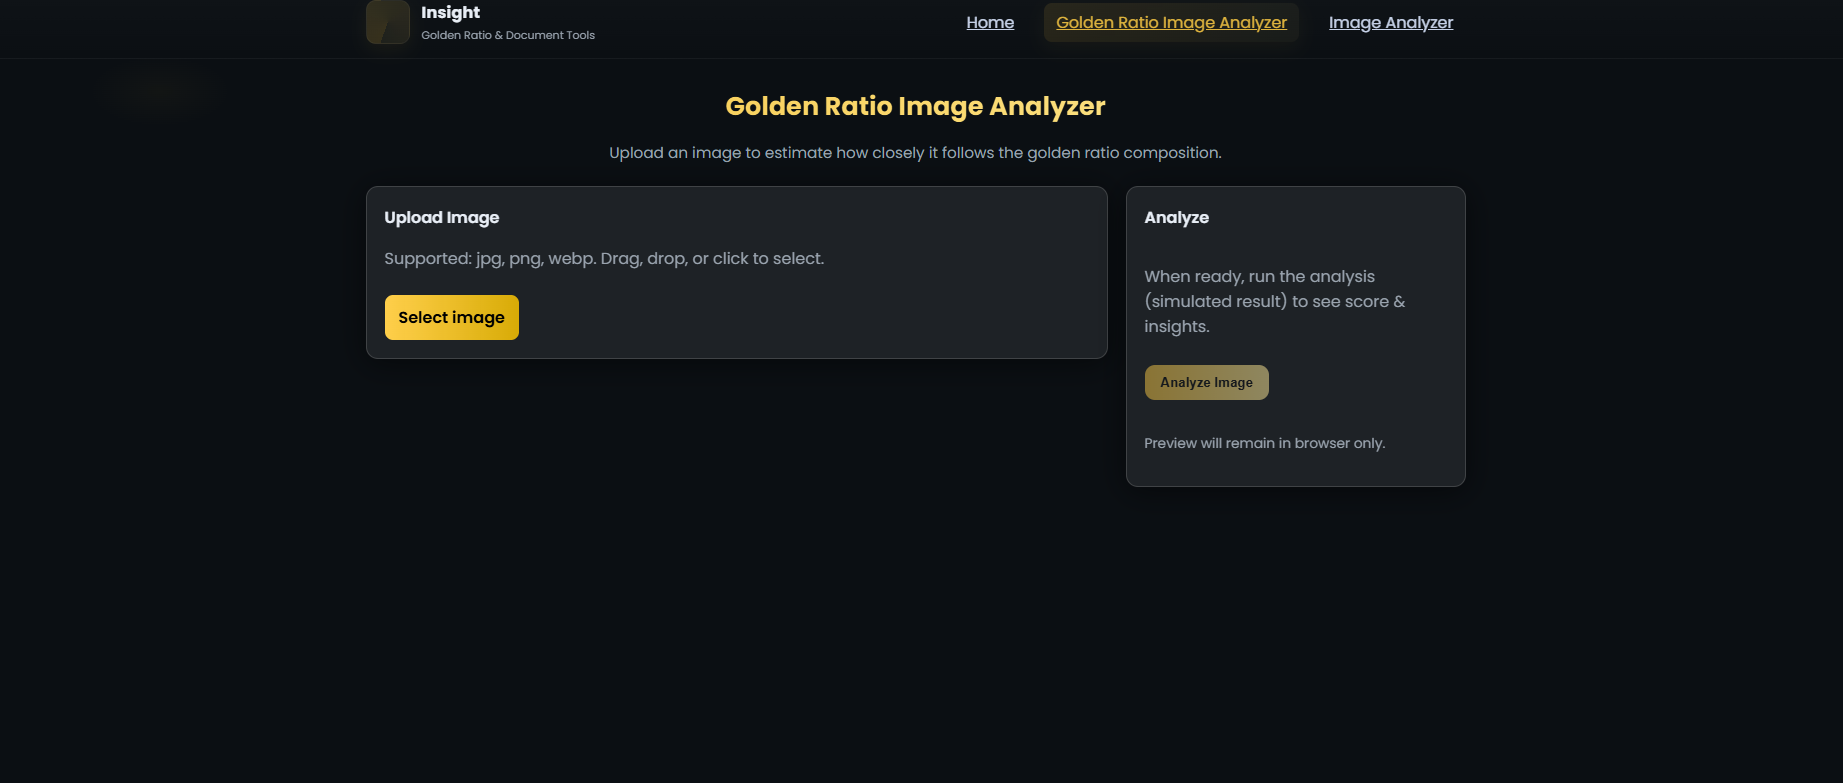 Insight
Golden Ratio & Document Tools
Home
Golden Ratio Image Analyzer
Image Analyzer
Golden Ratio Image Analyzer
Upload an image to estimate how closely it follows the golden ratio composition.
Upload Image
Supported: jpg, png, webp. Drag, drop, or click to select.
Select image
Analyze
When ready, run the analysis
(simulated result) to see score &
insights.
Analyze Image
Preview will remain in browser only.